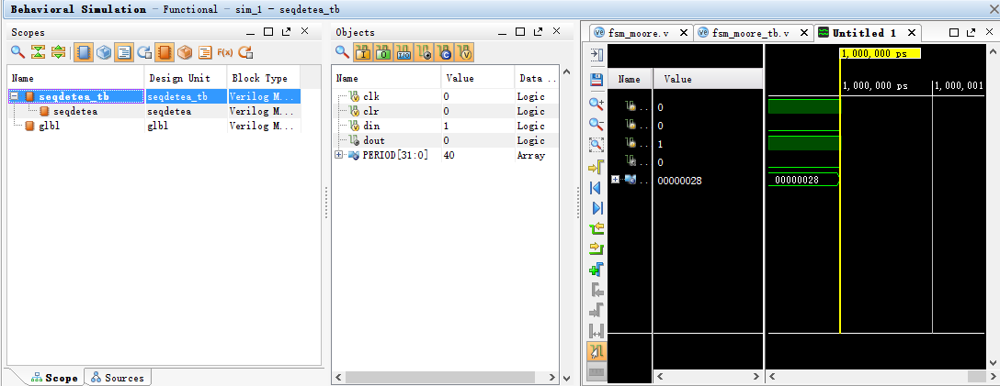 Behavioral Simulation - Functional - sim_1 - seqdetea_tb
Scopes
Name Design Unit Block Type
seqdetea_tb seqdetea_tb Verilog M...
seqdetea seqdetea Verilog M...
glbl glbl Verilog M...
Scope Sources
Objects
Name Value Data ..
clk 0 Logic
clr 0 Logic
din 1 Logic
dout 0 Logic
PERIOD[31:0] 40 Array
fsm_moore.v fsm_moore_tb.v Untitled 1
Name Value
.. 0
.. 0
.. 1
.. 0
.. 00000028
1,000,000 ps
1,000,000 ps 1,000,001
00000028